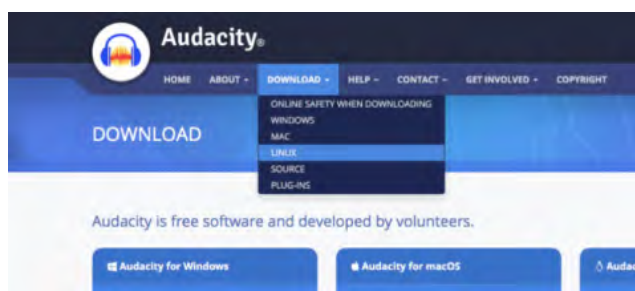 Audacity®
HOME ABOUT DOWNLOAD HELP CONTACT GET INVOLVED COPYRIGHT
ONLINE SAFETY WHEN DOWNLOADING
WINDOWS
MAC
LINUX
SOURCE
PLUG-INS
DOWNLOAD
Audacity is free software and developed by volunteers.
Audacity for Windows Audacity for macOS Audac